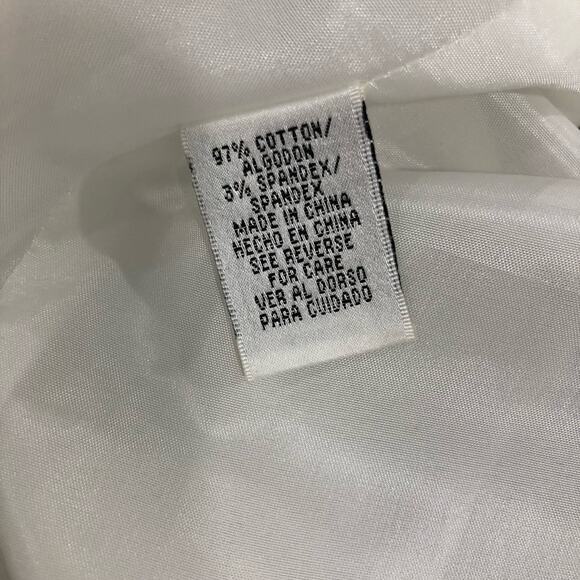 97% COTTON/
ALGODON
3% SPANDEX/
SPANDEX
MADE IN CHINA
HECHO EN CHINA
SEE REVERSE
FOR CARE
VER AL DORSO
PARA CUIDADO